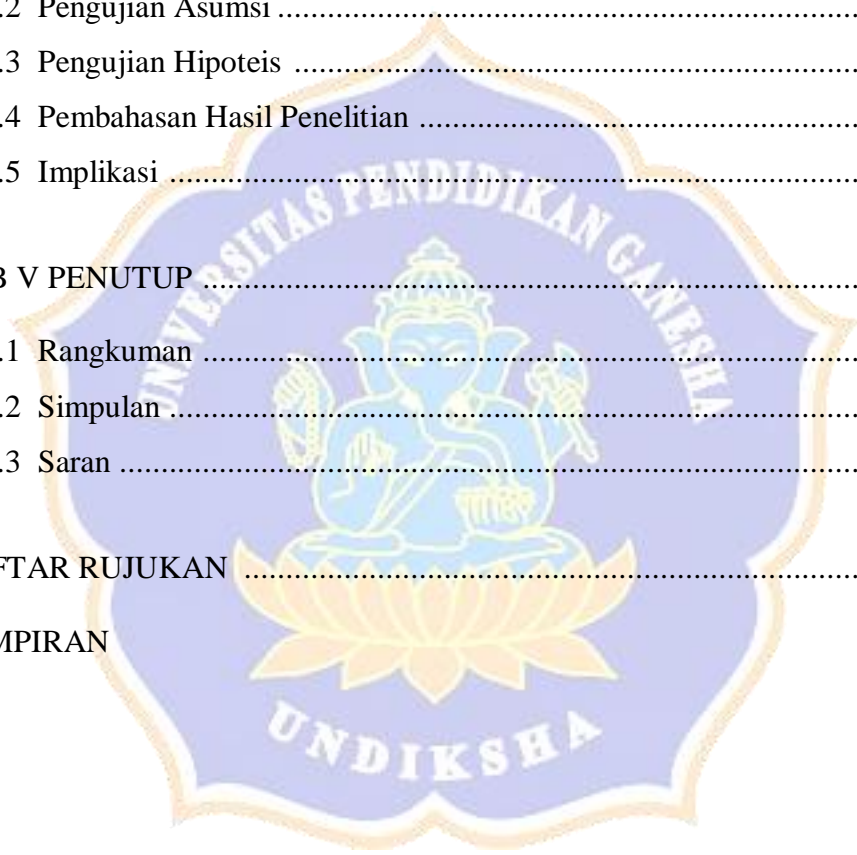 .2 Pengujian Asumsi ................................................................................
.3 Pengujian Hipoteis ..............................................................................
.4 Pembahasan Hasil Penelitian ..............................................................
.5 Implikasi ..............................................................................................
UNIVERSITAS PENDIDIKAN GANESHA
B V PENUTUP ..........................................................................................
.1 Rangkuman ..........................................................................................
.2 Simpulan ..............................................................................................
.3 Saran ....................................................................................................
FTAR RUJUKAN .....................................................................................
MPIRAN
UNDIKSHA